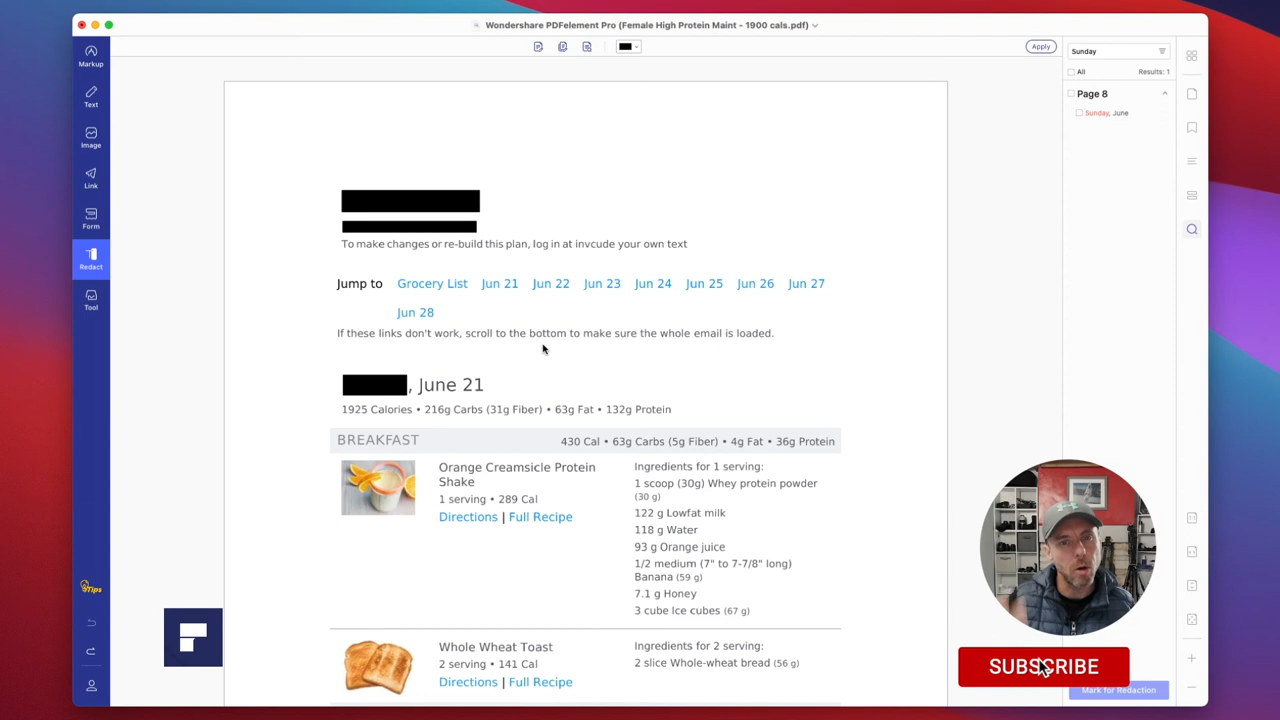 Wondershare PDFelement Pro (Female High Protein Maint - 1900 cals.pdf)
Markup
Text
Image
Link
Form
Redact
Tool
Tips
Apply
Sunday
All
Results: 1
Page 8
Sunday, June
To make changes or re-build this plan, log in at invcude your own text
Jump to Grocery List Jun 21 Jun 22 Jun 23 Jun 24 Jun 25 Jun 26 Jun 27
Jun 28
If these links don't work, scroll to the bottom to make sure the whole email is loaded.
, June 21
1925 Calories • 216g Carbs (31g Fiber) • 63g Fat • 132g Protein
BREAKFAST 430 Cal • 63g Carbs (5g Fiber) • 4g Fat • 36g Protein
Orange Creamsicle Protein
Shake
1 serving • 289 Cal
Directions | Full Recipe
Ingredients for 1 serving:
1 scoop (30g) Whey protein powder
(30 g)
122 g Lowfat milk
118 g Water
93 g Orange juice
1/2 medium (7" to 7-7/8" long)
Banana (59 g)
7.1 g Honey
3 cube Ice cubes (67 g)
Whole Wheat Toast
2 serving • 141 Cal
Directions | Full Recipe
Ingredients for 2 serving:
2 slice Whole-wheat bread (56 g)
SUBSCRIBE
Mark for Redaction